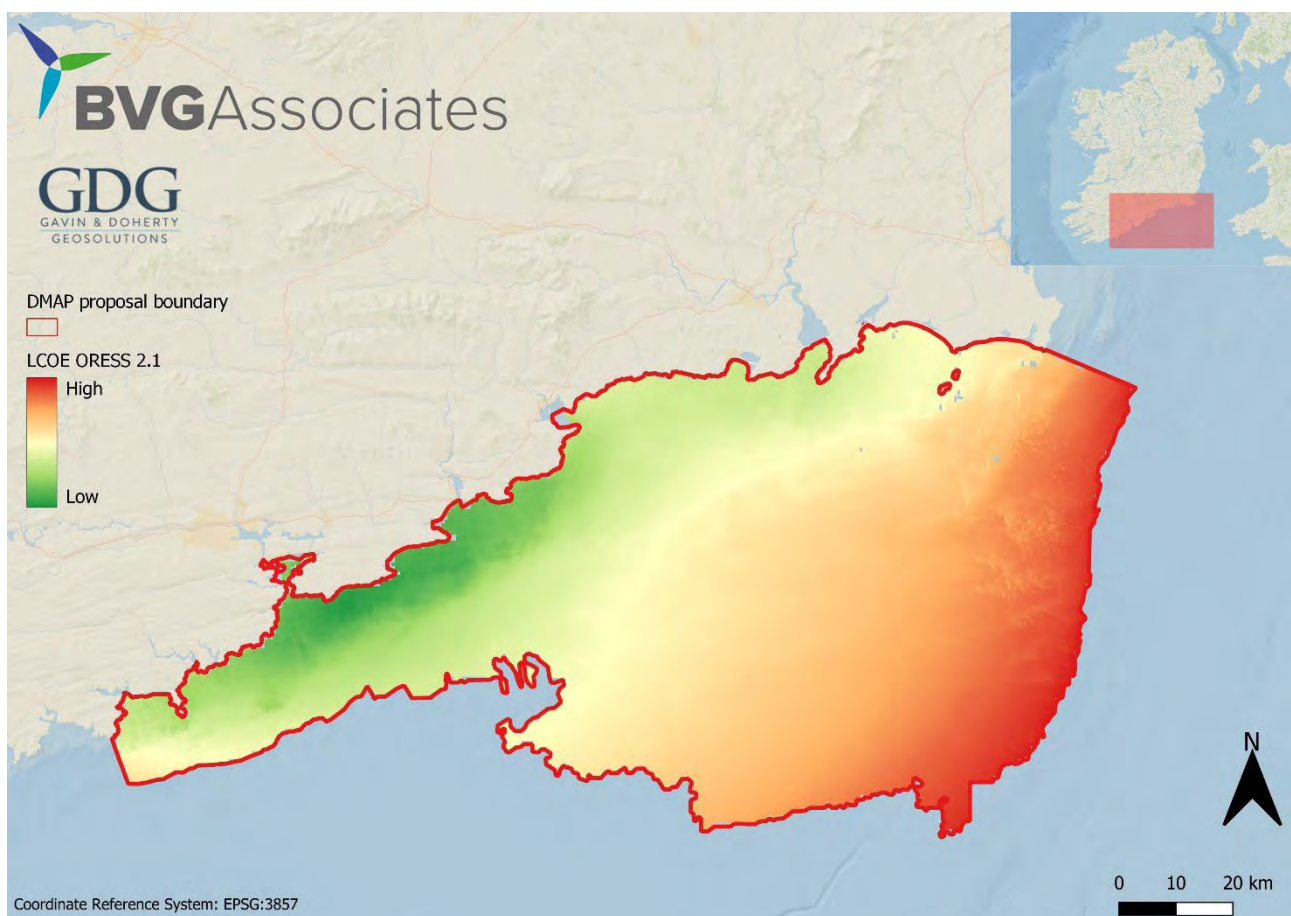 BVGAssociates
GDG
GAVIN & DOHERTY
GEOSOLUTIONS
DMAP proposal boundary
LCOE ORESS 2.1
High
Low
N
0 10 20 km
Coordinate Reference System: EPSG:3857